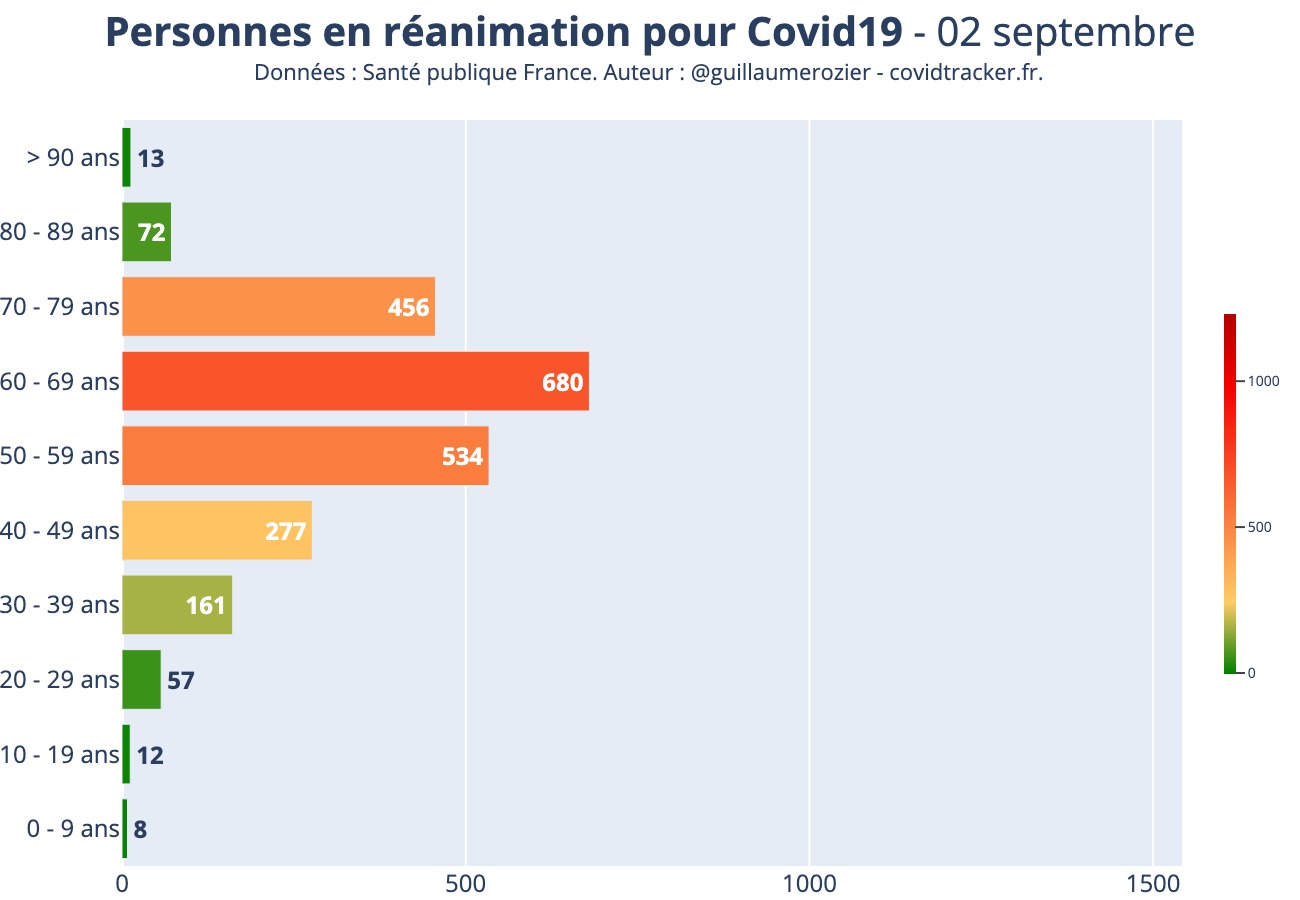 Personnes en réanimation pour Covid19 - 02 septembre
Données : Santé publique France. Auteur : @guillaumerozier - covidtracker.fr.
> 90 ans 13
80 - 89 ans 72
70 - 79 ans 456
60 - 69 ans 680
50 - 59 ans 534
40 - 49 ans 277
30 - 39 ans 161
20 - 29 ans 57
10 - 19 ans 12
0 - 9 ans 8
0 500 1000 1500
1000
500
0